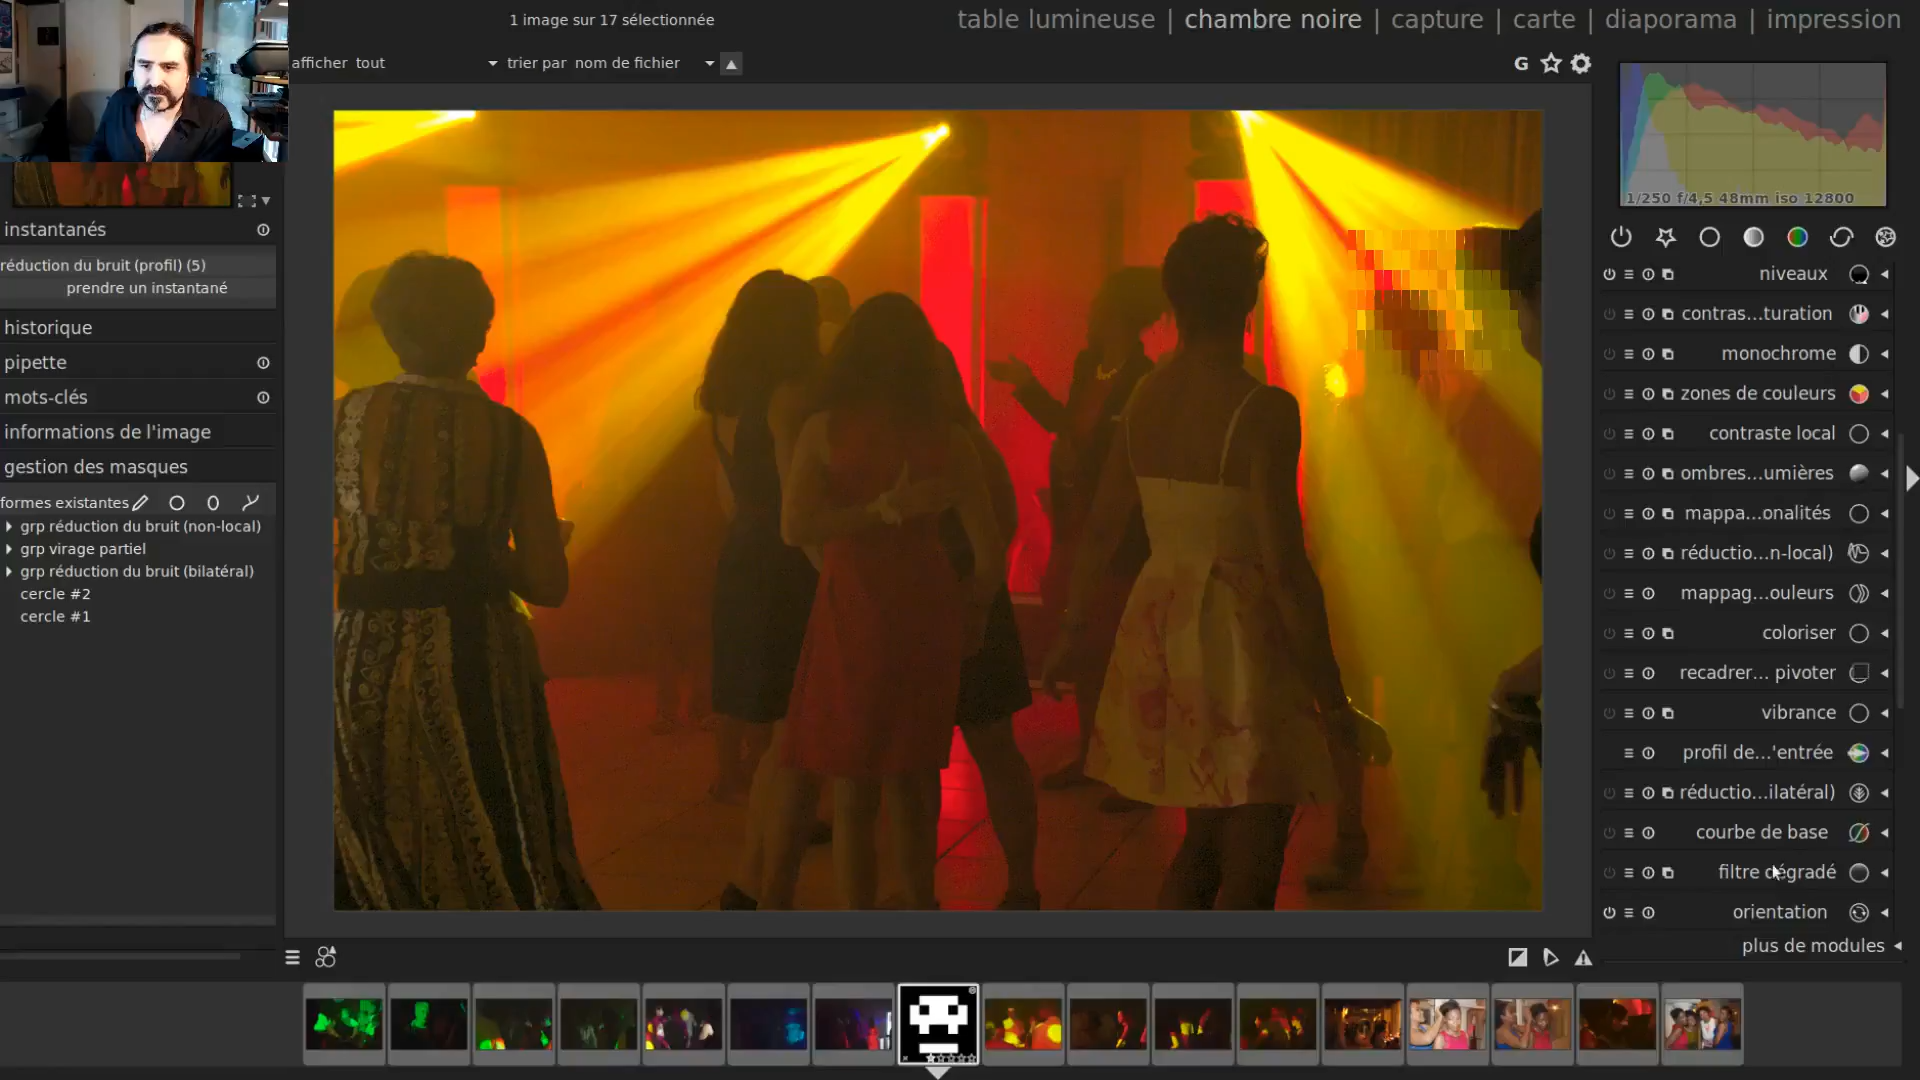 1 image sur 17 sélectionnée
table lumineuse | chambre noire | capture | carte | diaporama | impression
afficher tout
trier par nom de fichier
G
1/250 f/4,5 48mm iso 12800
instantanés
réduction du bruit (profil) (5)
prendre un instantané
historique
pipette
mots-clés
informations de l'image
gestion des masques
formes existantes
grp réduction du bruit (non-local)
grp virage partiel
grp réduction du bruit (bilatéral)
cercle #2
cercle #1
niveaux
contras...turation
monochrome
zones de couleurs
contraste local
ombres...umières
mappa...onalités
réductio...n-local)
mappag...ouleurs
coloriser
recadrer... pivoter
vibrance
profil de...'entrée
réductio...ilatéral)
courbe de base
filtre dégradé
orientation
plus de modules